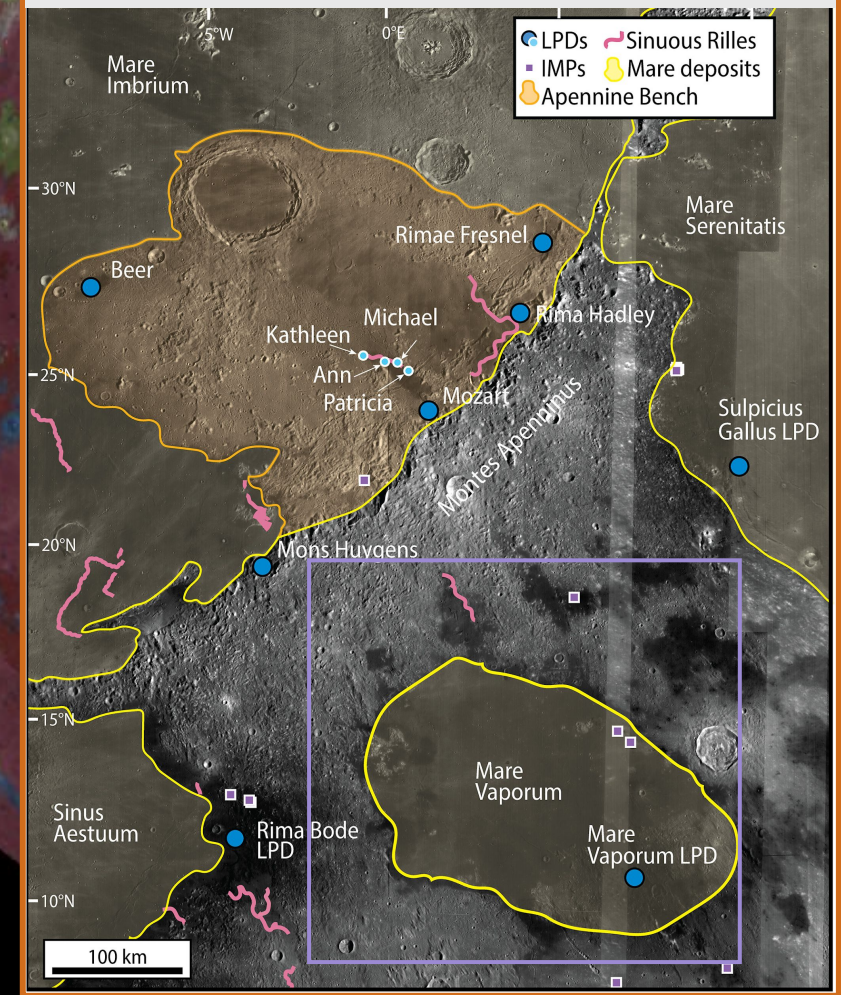 5°W
0°E
LPDs
Sinuous Rilles
IMPs
Mare deposits
Apennine Bench
Mare
Imbrium
30°N
Mare
Serenitatis
Rimae Fresnel
Beer
Rima Hadley
Michael
Kathleen
25°N
Ann
Patricia
Mozart
Montes Apenninus
Sulpicius
Gallus LPD
20°N
Mons Huygens
15°N
Mare
Vaporum
Sinus
Aestuum
Rima Bode
LPD
Mare
Vaporum LPD
10°N
100 km